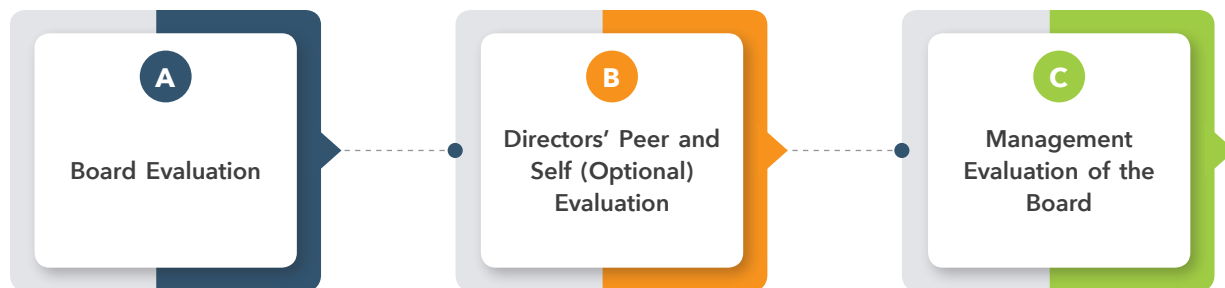 A
Board Evaluation
B
Directors’ Peer and
Self (Optional)
Evaluation
C
Management
Evaluation of the
Board